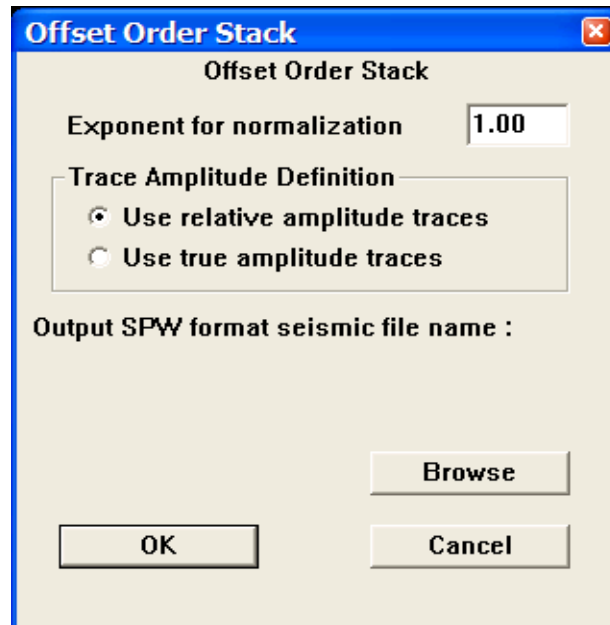 Offset Order Stack
Offset Order Stack
Exponent for normalization 1.00
Trace Amplitude Definition
Use relative amplitude traces
Use true amplitude traces
Output SPW format seismic file name :
Browse
OK Cancel